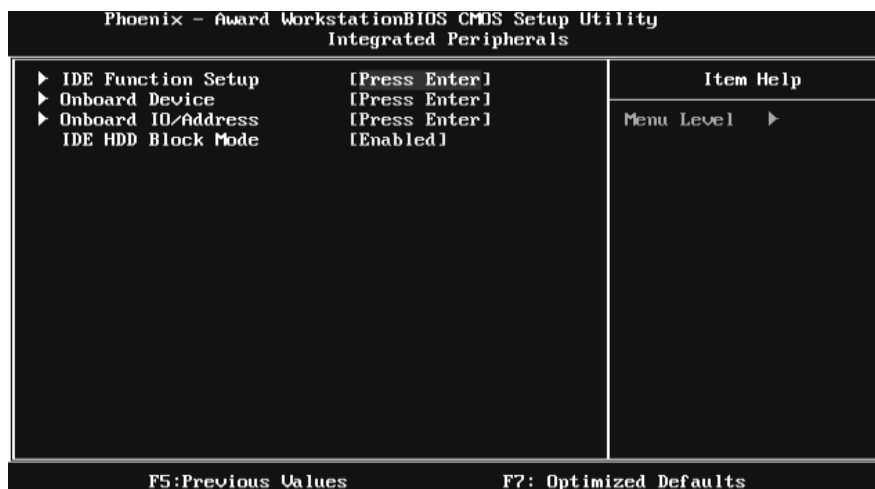 Phoenix - Award WorkstationBIOS CMOS Setup Utility
Integrated Peripherals
IDE Function Setup [Press Enter]
Onboard Device [Press Enter]
Onboard IO/Address [Press Enter]
IDE HDD Block Mode [Enabled]
Item Help
Menu Level
F5:Previous Values F7: Optimized Defaults